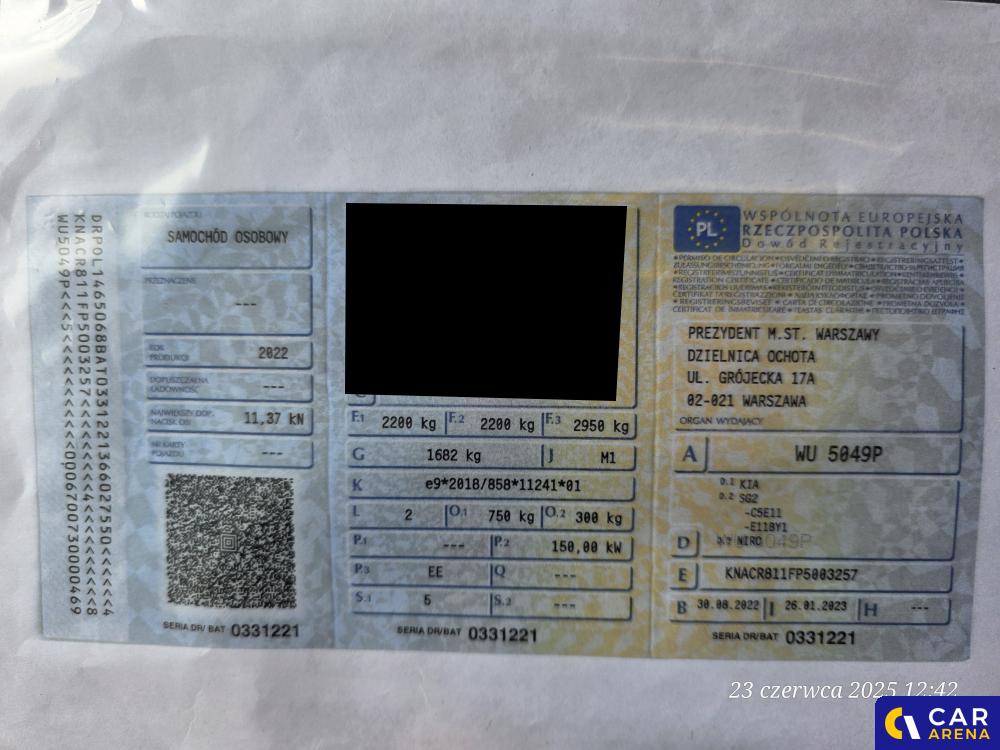 DRPOL1465068BAT0331221366027550<<<<4
KNACR811FP5003257<<<<<<<4<<<<<<<<<<8
RODZAJ POJAZDU
SAMOCHÓD OSOBOWY
PRZEZNACZENIE
---
ROK PRODUKCJI 2022
DOPUSZCZALNA ŁADOWNOŚĆ ---
NAJWIĘKSZY DOP. NACISK OSI 11,37 kN
NR KARTY POJAZDU ---
SERIA DR/BAT 0331221
F.1 2200 kg F.2 2200 kg F.3 2950 kg
G 1682 kg J M1
K e9*2018/858*11241*01
L 2 O.1 750 kg O.2 300 kg
P.1 --- P.2 150,00 kW
P.3 EE Q ---
S.1 5 S.2 ---
SERIA DR/BAT 0331221
PL
WSPÓLNOTA EUROPEJSKA
RZECZPOSPOLITA POLSKA
Dowód Rejestracyjny
PREZYDENT M.ST. WARSZAWY
DZIELNICA OCHOTA
UL. GRÓJECKA 17A
02-021 WARSZAWA
ORGAN WYDAJĄCY
A WU 5049P
D.1 KIA
D.2 SG2
-C5E11
-E11BY1
D D.3 NIRO
E KNACR811FP5003257
B 30.08.2022 I 26.01.2023 H ---
SERIA DR/BAT 0331221
23 czerwca 2025 12:42
CAR
ARENA